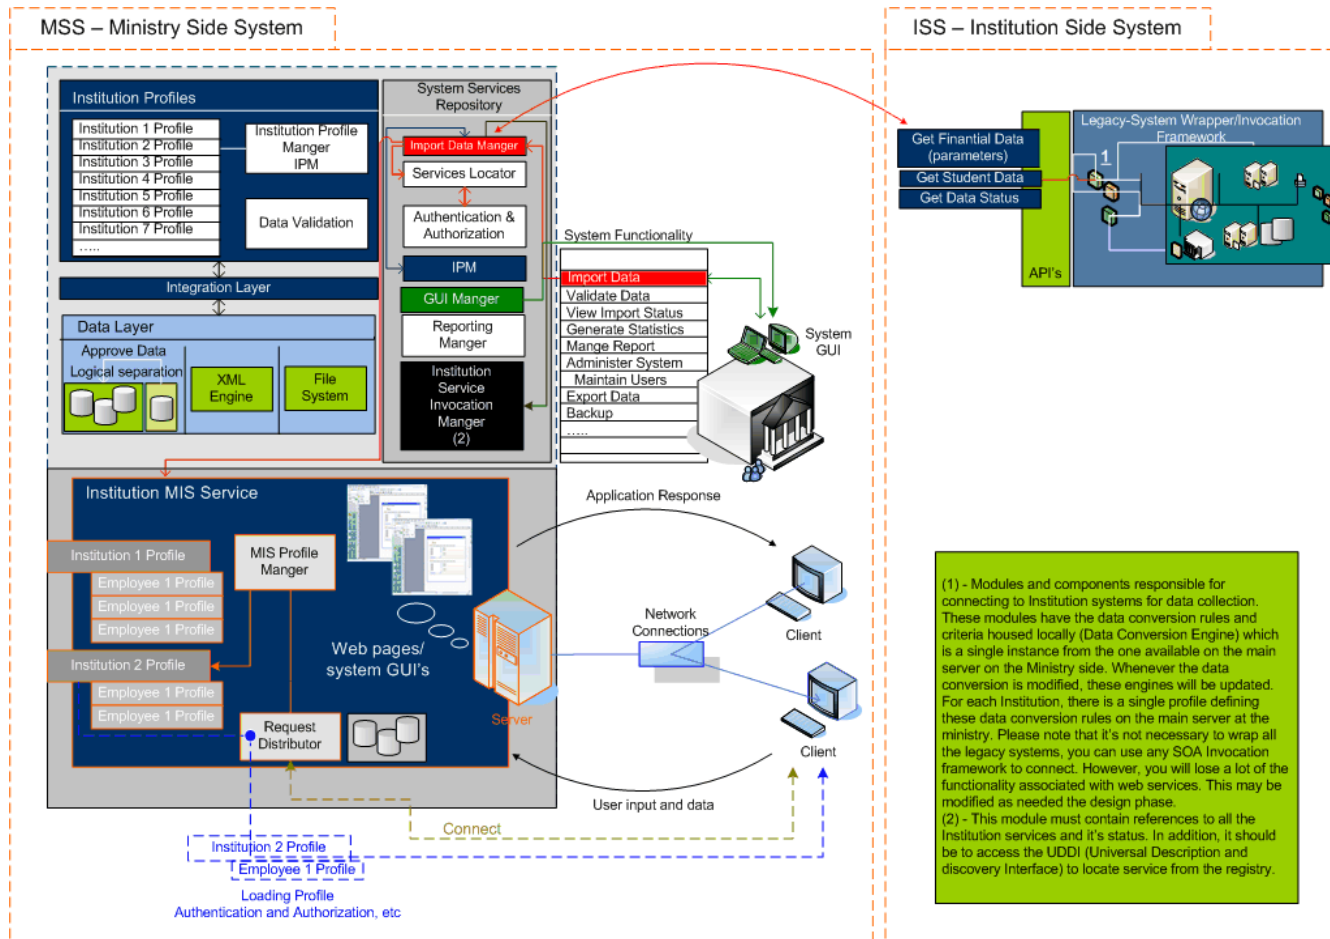 MSS – Ministry Side System
ISS – Institution Side System
Institution Profiles
Institution 1 Profile
Institution 2 Profile
Institution 3 Profile
Institution 4 Profile
Institution 5 Profile
Institution 6 Profile
Institution 7 Profile
.....
Institution Profile
Manger
IPM
Data Validation
Integration Layer
Data Layer
Approve Data
Logical separation
XML
Engine
File
System
System Services
Repository
Import Data Manger
Services Locator
Authentication &
Authorization
IPM
GUI Manger
Reporting
Manger
Institution
Service
Invocation
Manger
(2)
System Functionality
Import Data
Validate Data
View Import Status
Generate Statistics
Mange Report
Administer System
Maintain Users
Export Data
Backup
.....
System
GUI
Get Finantial Data
(parameters)
Get Student Data
Get Data Status
API's
Legacy-System Wrapper/Invocation
Framework
1
Institution MIS Service
Institution 1 Profile
Employee 1 Profile
Employee 1 Profile
Employee 1 Profile
Institution 2 Profile
Employee 1 Profile
Employee 1 Profile
MIS Profile
Manger
Web pages/
system GUI's
Request
Distributor
Server
Application Response
Network
Connections
Client
Client
User input and data
Connect
Institution 2 Profile
Employee 1 Profile
Loading Profile
Authentication and Authorization, etc
(1) - Modules and components responsible for
connecting to Institution systems for data collection.
These modules have the data conversion rules and
criteria housed locally (Data Conversion Engine) which
is a single instance from the one available on the main
server on the Ministry side. Whenever the data
conversion is modified, these engines will be updated.
For each Institution, there is a single profile defining
these data conversion rules on the main server at the
ministry. Please note that it's not necessary to wrap all
the legacy systems, you can use any SOA Invocation
framework to connect. However, you will lose a lot of the
functionality associated with web services. This may be
modified as needed the design phase.
(2) - This module must contain references to all the
Institution services and it's status. In addition, it should
be to access the UDDI (Universal Description and
discovery Interface) to locate service from the registry.